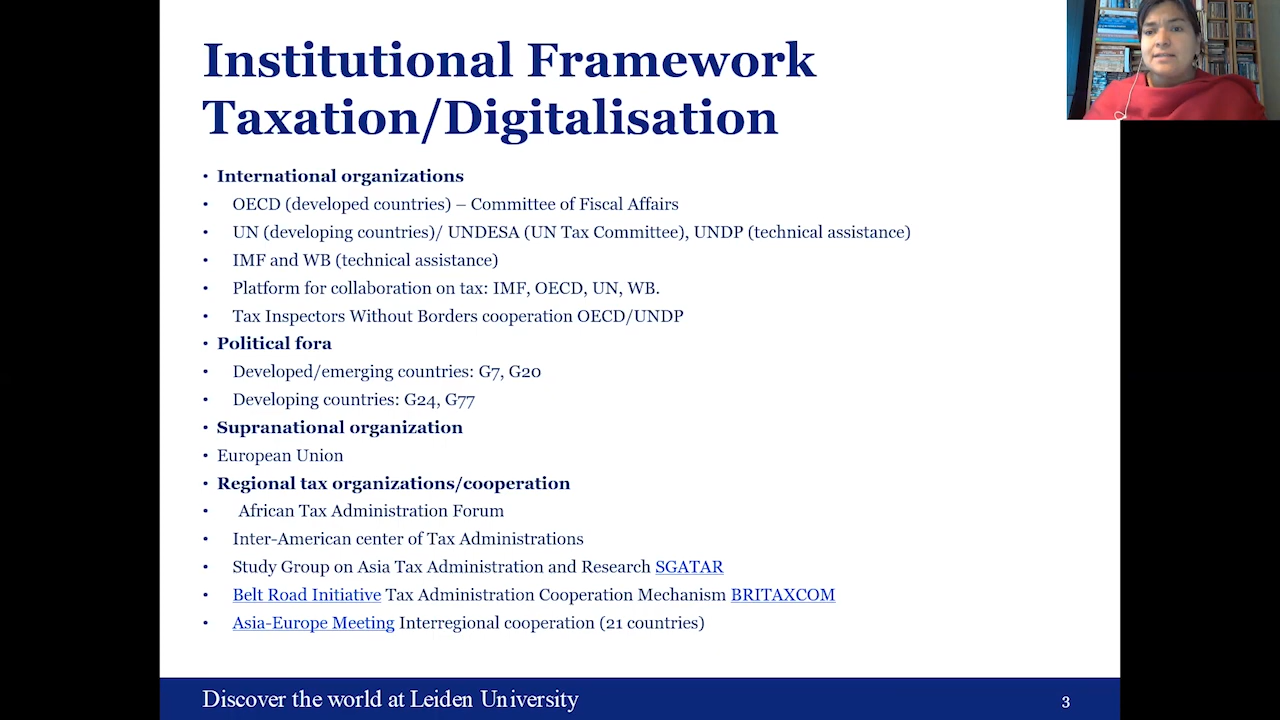 Institutional Framework
Taxation/Digitalisation
• International organizations
• OECD (developed countries) – Committee of Fiscal Affairs
• UN (developing countries)/ UNDESA (UN Tax Committee), UNDP (technical assistance)
• IMF and WB (technical assistance)
• Platform for collaboration on tax: IMF, OECD, UN, WB.
• Tax Inspectors Without Borders cooperation OECD/UNDP
• Political fora
• Developed/emerging countries: G7, G20
• Developing countries: G24, G77
• Supranational organization
• European Union
• Regional tax organizations/cooperation
• African Tax Administration Forum
• Inter-American center of Tax Administrations
• Study Group on Asia Tax Administration and Research SGATAR
• Belt Road Initiative Tax Administration Cooperation Mechanism BRITAXCOM
• Asia-Europe Meeting Interregional cooperation (21 countries)
Discover the world at Leiden University
3